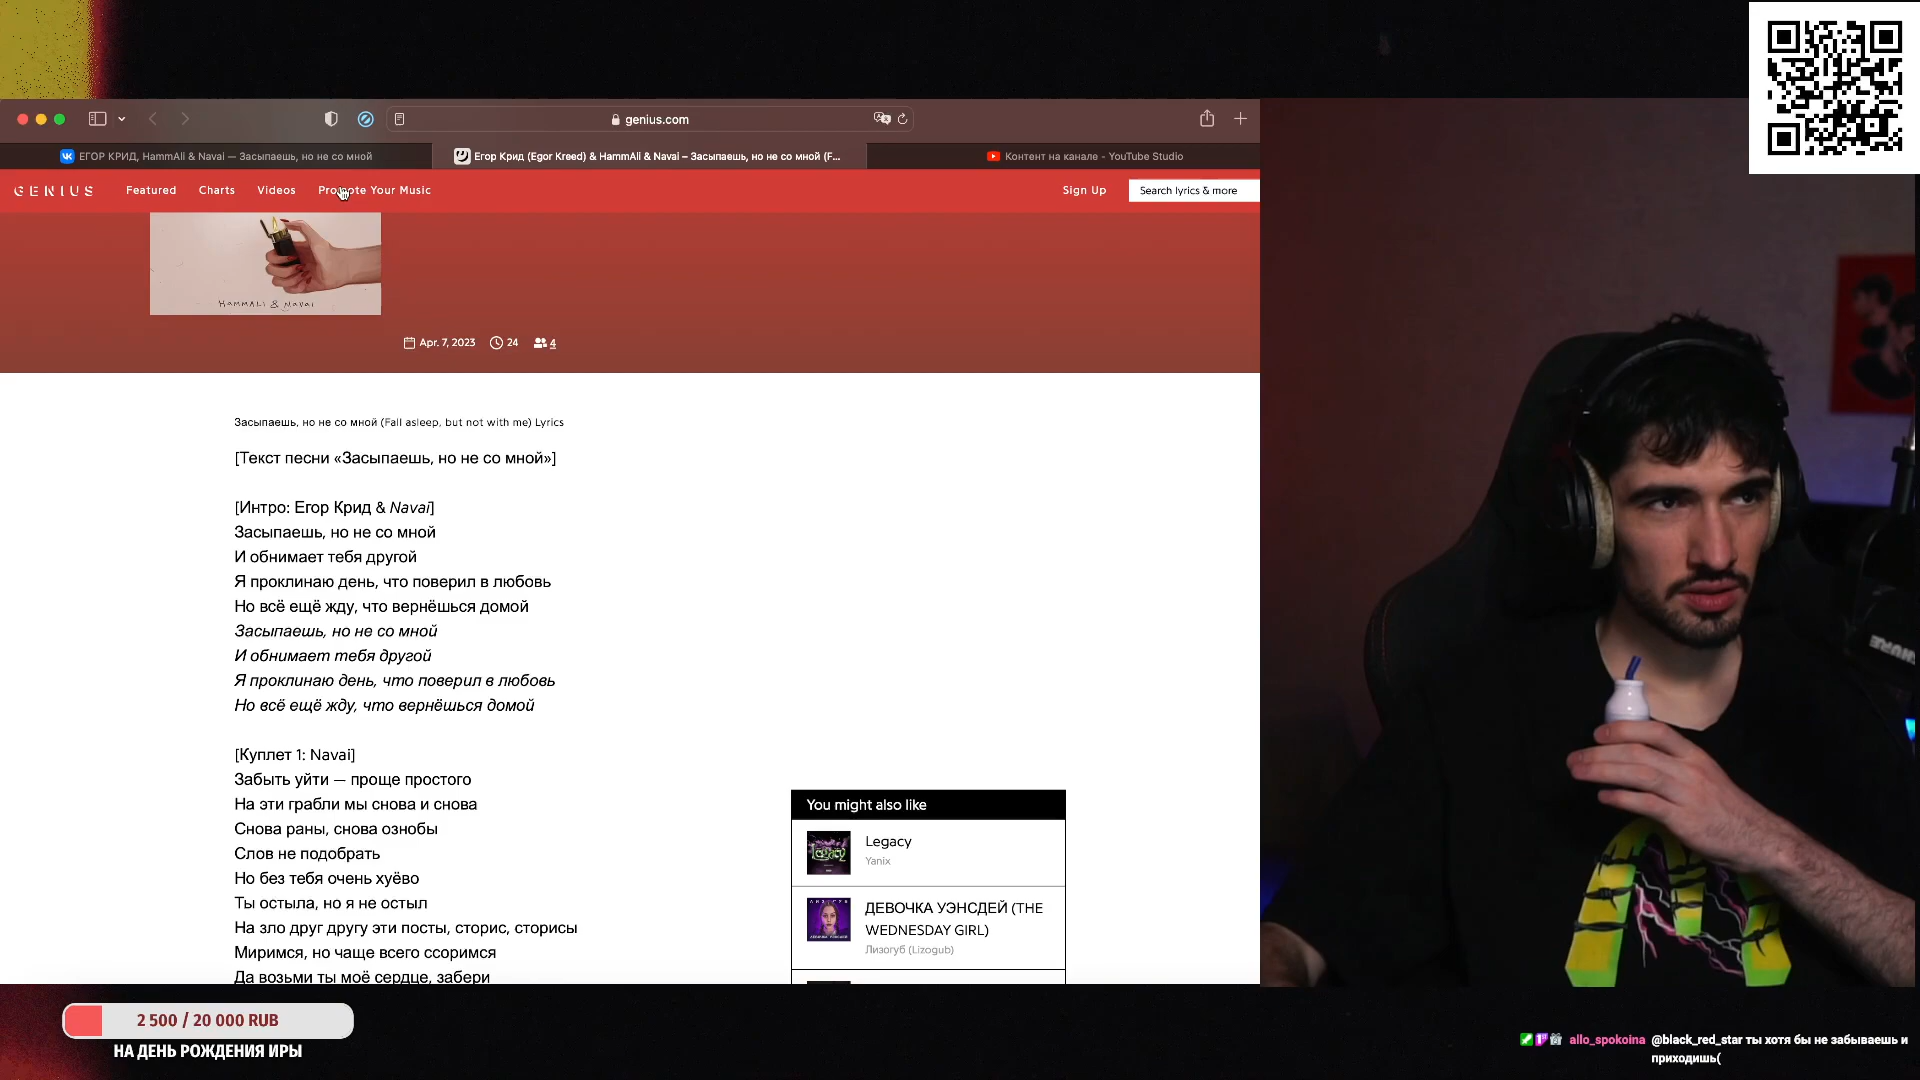 genius.com
ЕГОР КРИД, HammAli & Navai — Засыпаешь, но не со мной
Егор Крид (Egor Kreed) & HammAli & Navai – Засыпаешь, но не со мной (F...
Контент на канале - YouTube Studio
GENIUS
Featured
Charts
Videos
Promote Your Music
Sign Up
Search lyrics & more
HAMMALI & Navai
Apr. 7, 2023
24
4
Засыпаешь, но не со мной (Fall asleep, but not with me) Lyrics
[Текст песни «Засыпаешь, но не со мной»]
[Интро: Егор Крид & Navai]
Засыпаешь, но не со мной
И обнимает тебя другой
Я проклинаю день, что поверил в любовь
Но всё ещё жду, что вернёшься домой
Засыпаешь, но не со мной
И обнимает тебя другой
Я проклинаю день, что поверил в любовь
Но всё ещё жду, что вернёшься домой
[Куплет 1: Navai]
Забыть уйти — проще простого
На эти грабли мы снова и снова
Снова раны, снова ознобы
Слов не подобрать
Но без тебя очень хуёво
Ты остыла, но я не остыл
На зло друг другу эти посты, сторис, сторисы
Миримся, но чаще всего ссоримся
Да возьми ты моё сердце, забери
You might also like
Legacy
Yanix
ДЕВОЧКА УЭНСДЕЙ (THE
WEDNESDAY GIRL)
Лизогуб (Lizogub)
SHURE
2 500 / 20 000 RUB
НА ДЕНЬ РОЖДЕНИЯ ИРЫ
allo_spokoina @black_red_star ты хотя бы не забываешь и
приходишь(